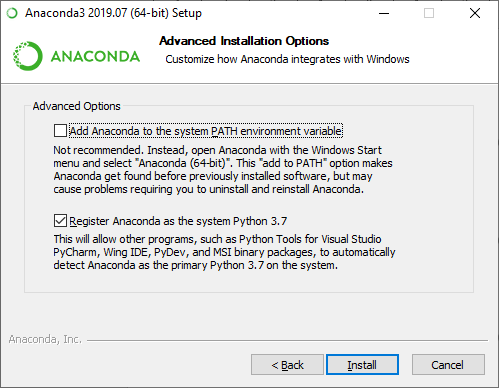 Anaconda3 2019.07 (64-bit) Setup
ANACONDA
Advanced Installation Options
Customize how Anaconda integrates with Windows
Advanced Options
Add Anaconda to the system PATH environment variable
Not recommended. Instead, open Anaconda with the Windows Start
menu and select "Anaconda (64-bit)". This "add to PATH" option makes
Anaconda get found before previously installed software, but may
cause problems requiring you to uninstall and reinstall Anaconda.
Register Anaconda as the system Python 3.7
This will allow other programs, such as Python Tools for Visual Studio
PyCharm, Wing IDE, PyDev, and MSI binary packages, to automatically
detect Anaconda as the primary Python 3.7 on the system.
Anaconda, Inc.
< Back
Install
Cancel